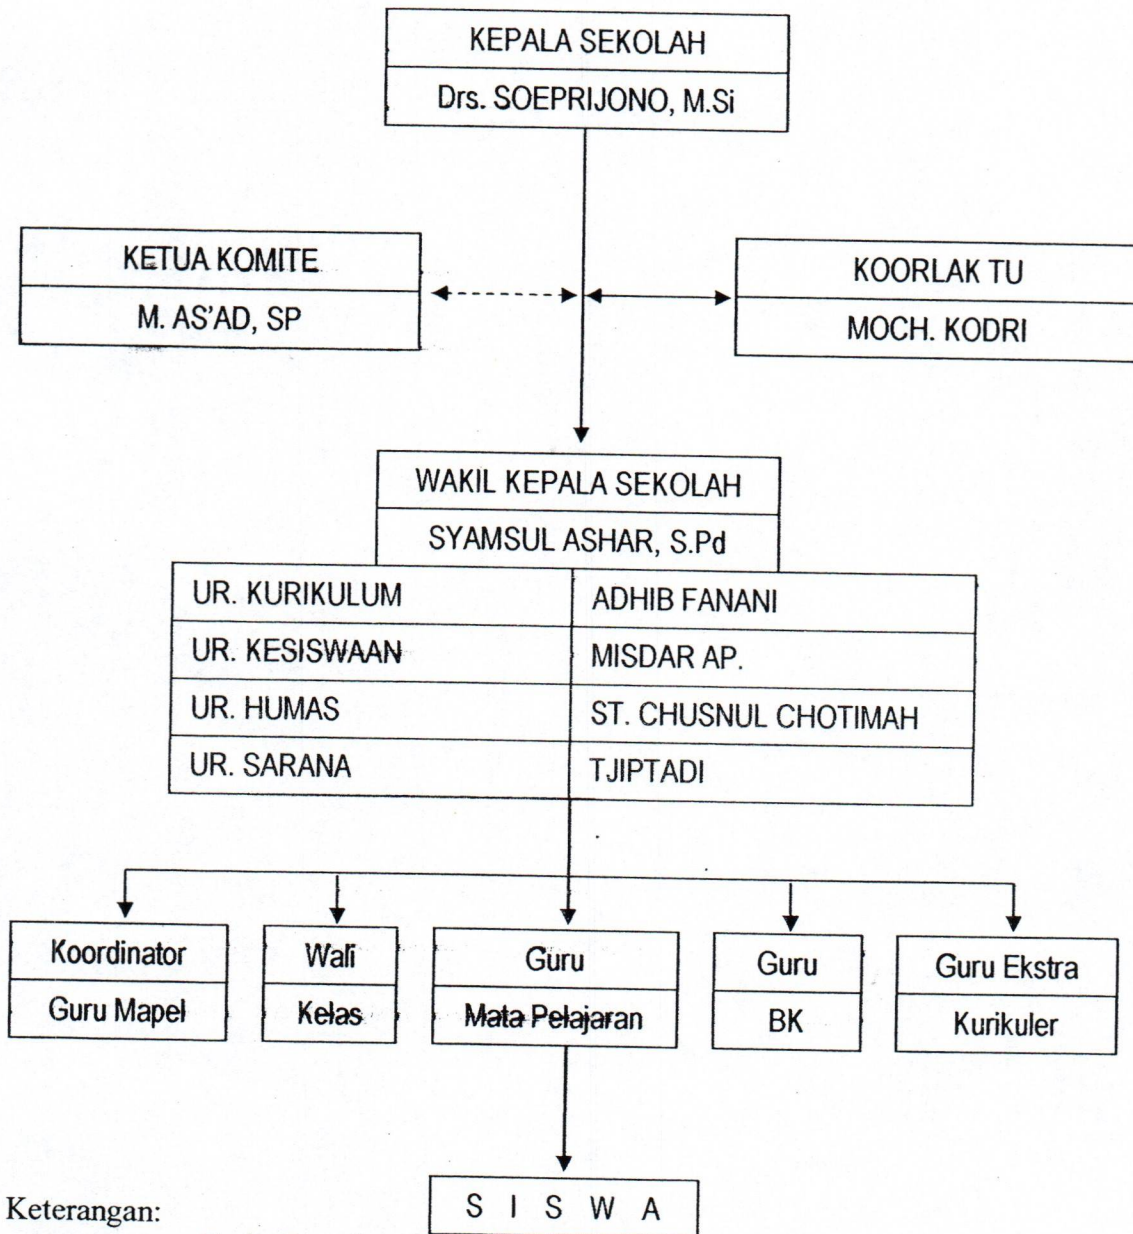 KEPALA SEKOLAH
Drs. SOEPRIJONO, M.Si
KETUA KOMITE
M. AS'AD, SP
KOORLAK TU
MOCH. KODRI
WAKIL KEPALA SEKOLAH
SYAMSUL ASHAR, S.Pd
UR. KURIKULUM ADHIB FANANI
UR. KESISWAAN MISDAR AP.
UR. HUMAS ST. CHUSNUL CHOTIMAH
UR. SARANA TJIPTADI
Koordinator
Guru Mapel
Wali
Kelas
Guru
Mata Pelajaran
Guru
BK
Guru Ekstra
Kurikuler
S I S W A
Keterangan: